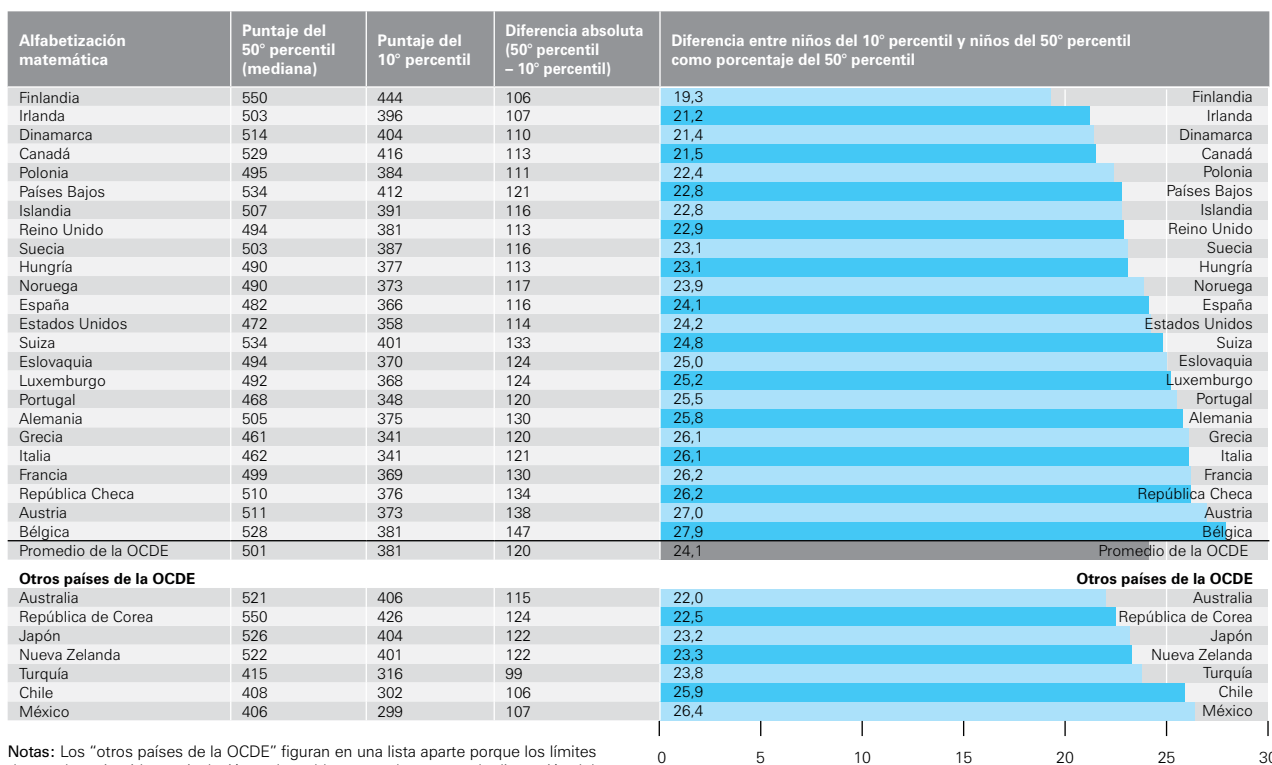 Alfabetización matemática | Puntaje del 50° percentil (mediana) | Puntaje del 10° percentil | Diferencia absoluta (50° percentil – 10° percentil) | Diferencia entre niños del 10° percentil y niños del 50° percentil como porcentaje del 50° percentil
Finlandia 550 444 106 19,3 Finlandia
Irlanda 503 396 107 21,2 Irlanda
Dinamarca 514 404 110 21,4 Dinamarca
Canadá 529 416 113 21,5 Canadá
Polonia 495 384 111 22,4 Polonia
Países Bajos 534 412 121 22,8 Países Bajos
Islandia 507 391 116 22,8 Islandia
Reino Unido 494 381 113 22,9 Reino Unido
Suecia 503 387 116 23,1 Suecia
Hungría 490 377 113 23,1 Hungría
Noruega 490 373 117 23,9 Noruega
España 482 366 116 24,1 España
Estados Unidos 472 358 114 24,2 Estados Unidos
Suiza 534 401 133 24,8 Suiza
Eslovaquia 494 370 124 25,0 Eslovaquia
Luxemburgo 492 368 124 25,2 Luxemburgo
Portugal 468 348 120 25,5 Portugal
Alemania 505 375 130 25,8 Alemania
Grecia 461 341 120 26,1 Grecia
Italia 462 341 121 26,1 Italia
Francia 499 369 130 26,2 Francia
República Checa 510 376 134 26,2 República Checa
Austria 511 373 138 27,0 Austria
Bélgica 528 381 147 27,9 Bélgica
Promedio de la OCDE 501 381 120 24,1 Promedio de la OCDE
Otros países de la OCDE Otros países de la OCDE
Australia 521 406 115 22,0 Australia
República de Corea 550 426 124 22,5 República de Corea
Japón 526 404 122 23,2 Japón
Nueva Zelanda 522 401 122 23,3 Nueva Zelanda
Turquía 415 316 99 23,8 Turquía
Chile 408 302 106 25,9 Chile
México 406 299 107 26,4 México
0 5 10 15 20 25 30
Notas: Los “otros países de la OCDE” figuran en una lista aparte porque los límites